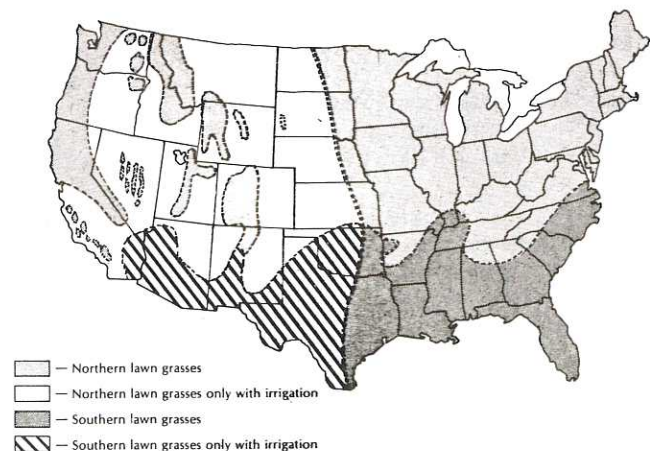 — Northern lawn grasses
— Northern lawn grasses only with irrigation
— Southern lawn grasses
— Southern lawn grasses only with irrigation